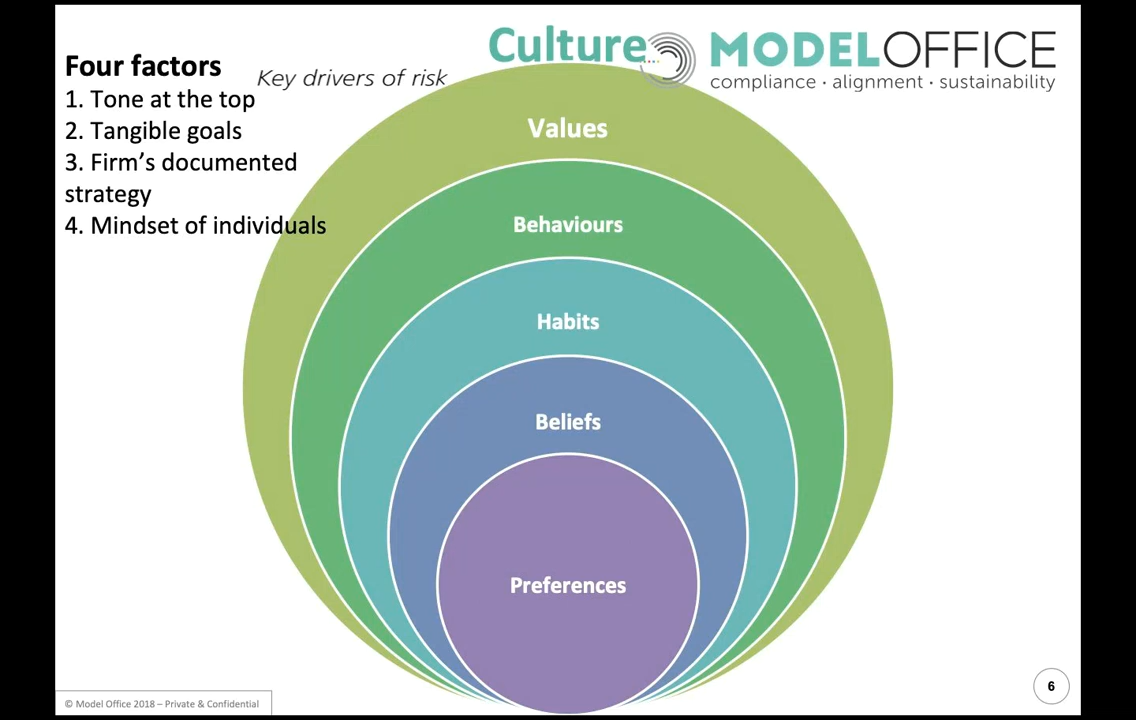 Culture....
MODELOFFICE
compliance · alignment · sustainability
Four factors
Key drivers of risk
1. Tone at the top
2. Tangible goals
3. Firm’s documented
strategy
4. Mindset of individuals
Values
Behaviours
Habits
Beliefs
Preferences
© Model Office 2018 – Private & Confidential
6